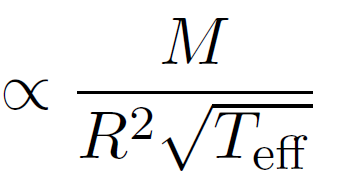 ∝ M / (R² √T_eff)